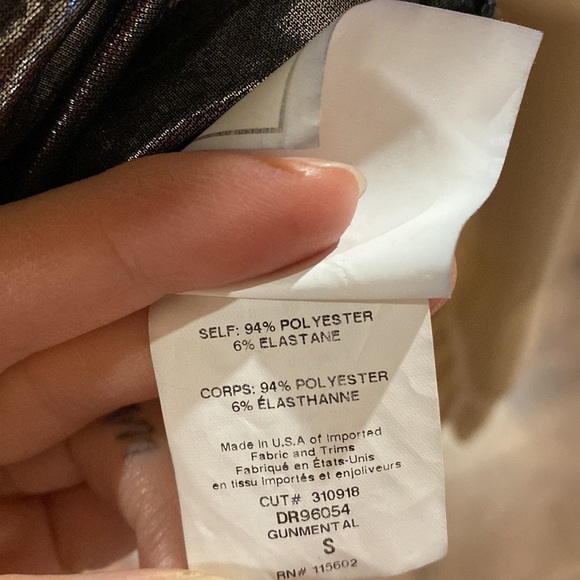 SELF: 94% POLYESTER
6% ELASTANE
CORPS: 94% POLYESTER
6% ÉLASTHANNE
Made in U.S.A of Imported
Fabric and Trims
Fabriqué en États-Unis
en tissu importés et enjoliveurs
CUT# 310918
DR96054
GUNMENTAL
S
RN# 115602